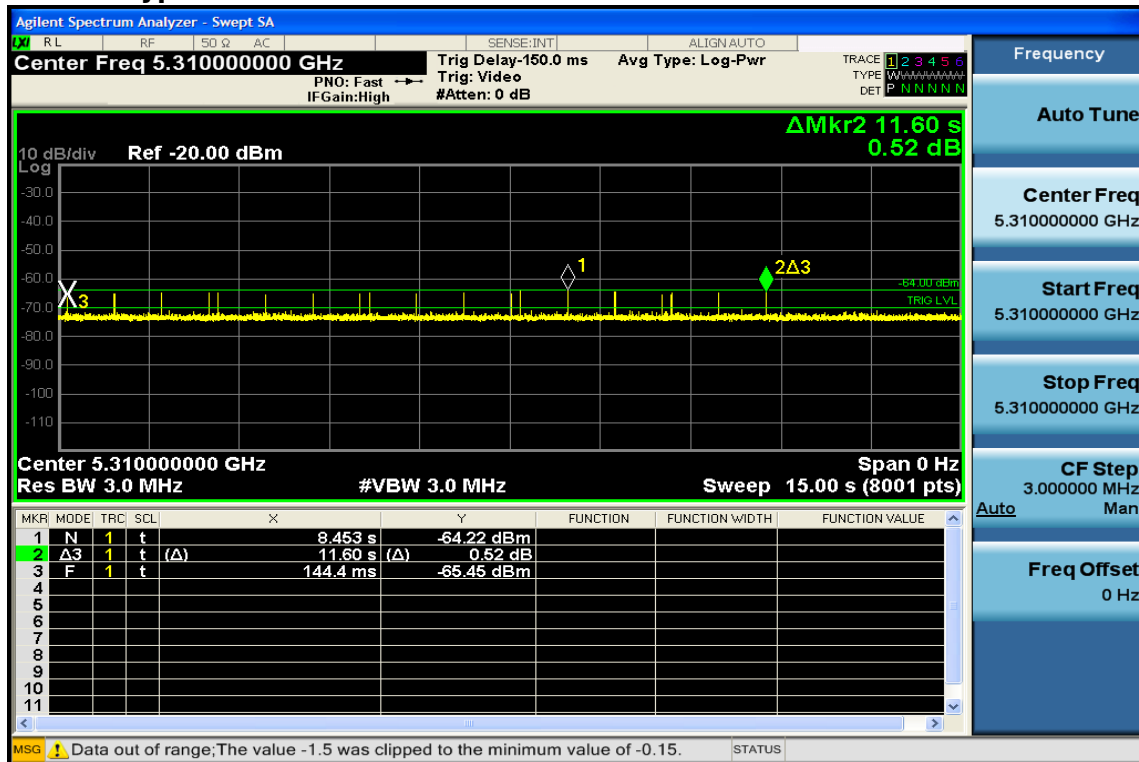 Agilent Spectrum Analyzer - Swept SA
LXI RL RF 50 Ω AC SENSE:INT ALIGNAUTO
Center Freq 5.310000000 GHz
PNO: Fast
IFGain:High
Trig Delay-150.0 ms
Trig: Video
#Atten: 0 dB
Avg Type: Log-Pwr
TRACE 1 2 3 4 5 6
TYPE W
DET P N N N N N
ΔMkr2 11.60 s
0.52 dB
10 dB/div Ref -20.00 dBm
Log
-30.0
-40.0
-50.0
-60.0
-70.0
-80.0
-90.0
-100
-110
1
2Δ3
3
-64.00 dBm
TRIG LVL
Center 5.310000000 GHz Span 0 Hz
Res BW 3.0 MHz #VBW 3.0 MHz Sweep 15.00 s (8001 pts)
MKR MODE TRC SCL X Y FUNCTION FUNCTION WIDTH FUNCTION VALUE
1 N 1 t 8.453 s -64.22 dBm
2 Δ3 1 t (Δ) 11.60 s (Δ) 0.52 dB
3 F 1 t 144.4 ms -65.45 dBm
4
5
6
7
8
9
10
11
MSG Data out of range;The value -1.5 was clipped to the minimum value of -0.15. STATUS
Frequency
Auto Tune
Center Freq
5.310000000 GHz
Start Freq
5.310000000 GHz
Stop Freq
5.310000000 GHz
CF Step
3.000000 MHz
Auto Man
Freq Offset
0 Hz